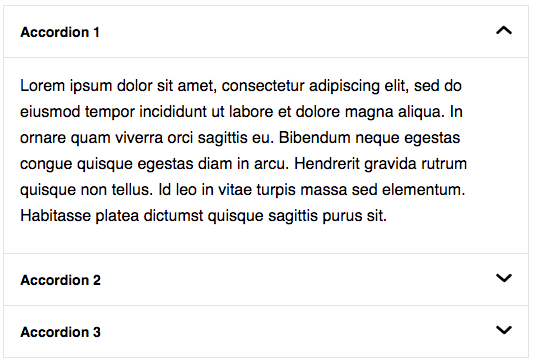 Accordion 1
Lorem ipsum dolor sit amet, consectetur adipiscing elit, sed do
eiusmod tempor incididunt ut labore et dolore magna aliqua. In
ornare quam viverra orci sagittis eu. Bibendum neque egestas
congue quisque egestas diam in arcu. Hendrerit gravida rutrum
quisque non tellus. Id leo in vitae turpis massa sed elementum.
Habitasse platea dictumst quisque sagittis purus sit.
Accordion 2
Accordion 3